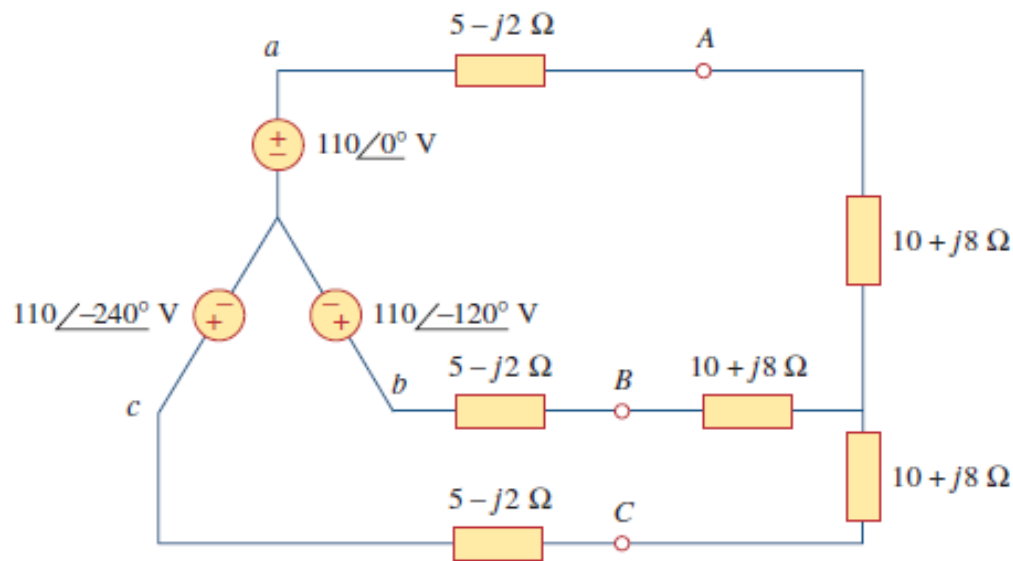 5 – j2 Ω
a
A
+
–
110∠0° V
10 + j8 Ω
110∠–240° V
–
+
–
+
110∠–120° V
5 – j2 Ω
10 + j8 Ω
b
B
c
5 – j2 Ω
C
10 + j8 Ω